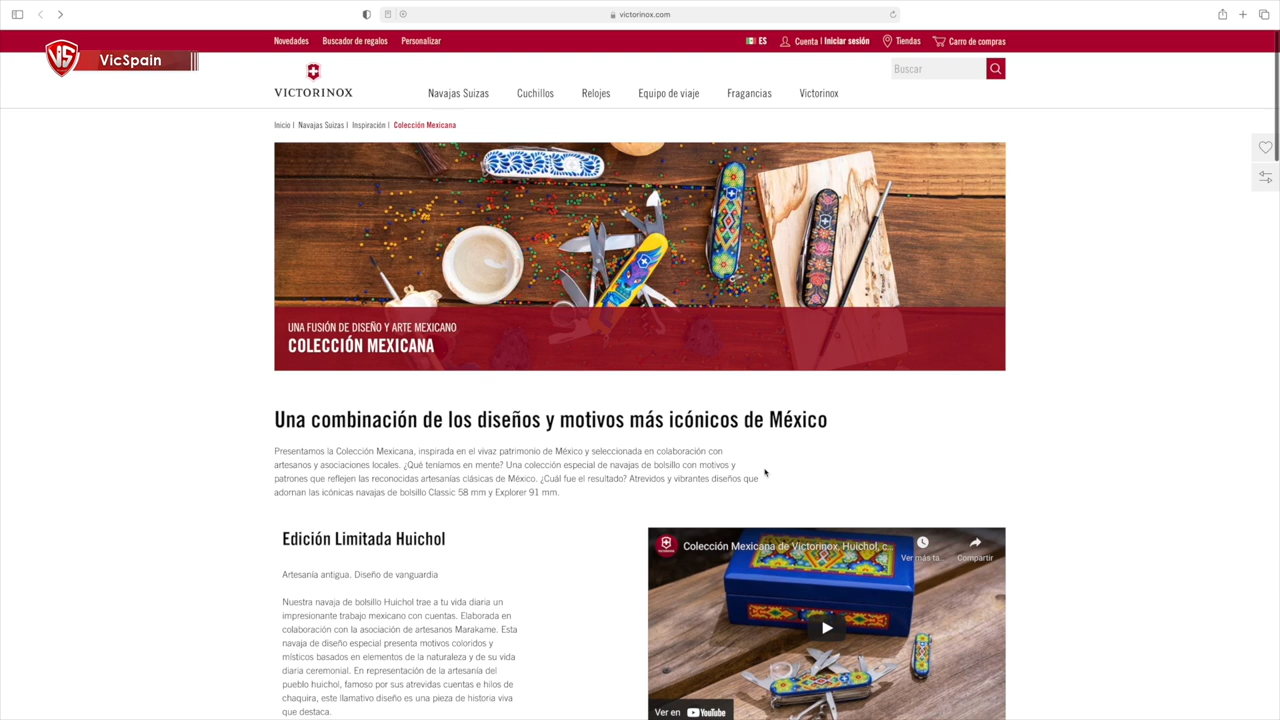 victorinox.com
VicSpain
Novedades
Buscador de regalos
Personalizar
ES
Cuenta | Iniciar sesión
Tiendas
Carro de compras
VICTORINOX
Navajas Suizas
Cuchillos
Relojes
Equipo de viaje
Fragancias
Victorinox
Buscar
Inicio | Navajas Suizas | Inspiración | Colección Mexicana
UNA FUSIÓN DE DISEÑO Y ARTE MEXICANO
COLECCIÓN MEXICANA
Una combinación de los diseños y motivos más icónicos de México
Presentamos la Colección Mexicana, inspirada en el vivaz patrimonio de México y seleccionada en colaboración con
artesanos y asociaciones locales. ¿Qué teníamos en mente? Una colección especial de navajas de bolsillo con motivos y
patrones que reflejen las reconocidas artesanías clásicas de México. ¿Cuál fue el resultado? Atrevidos y vibrantes diseños que
adornan las icónicas navajas de bolsillo Classic 58 mm y Explorer 91 mm.
Edición Limitada Huichol
Artesanía antigua. Diseño de vanguardia
Nuestra navaja de bolsillo Huichol trae a tu vida diaria un
impresionante trabajo mexicano con cuentas. Elaborada en
colaboración con la asociación de artesanos Marakame. Esta
navaja de diseño especial presenta motivos coloridos y
místicos basados en elementos de la naturaleza y de su vida
diaria ceremonial. En representación de la artesanía del
pueblo huichol, famoso por sus atrevidas cuentas e hilos de
chaquira, este llamativo diseño es una pieza de historia viva
que destaca.
Colección Mexicana de Victorinox, Huichol, c...
Ver más ta...
Compartir
Ver en YouTube